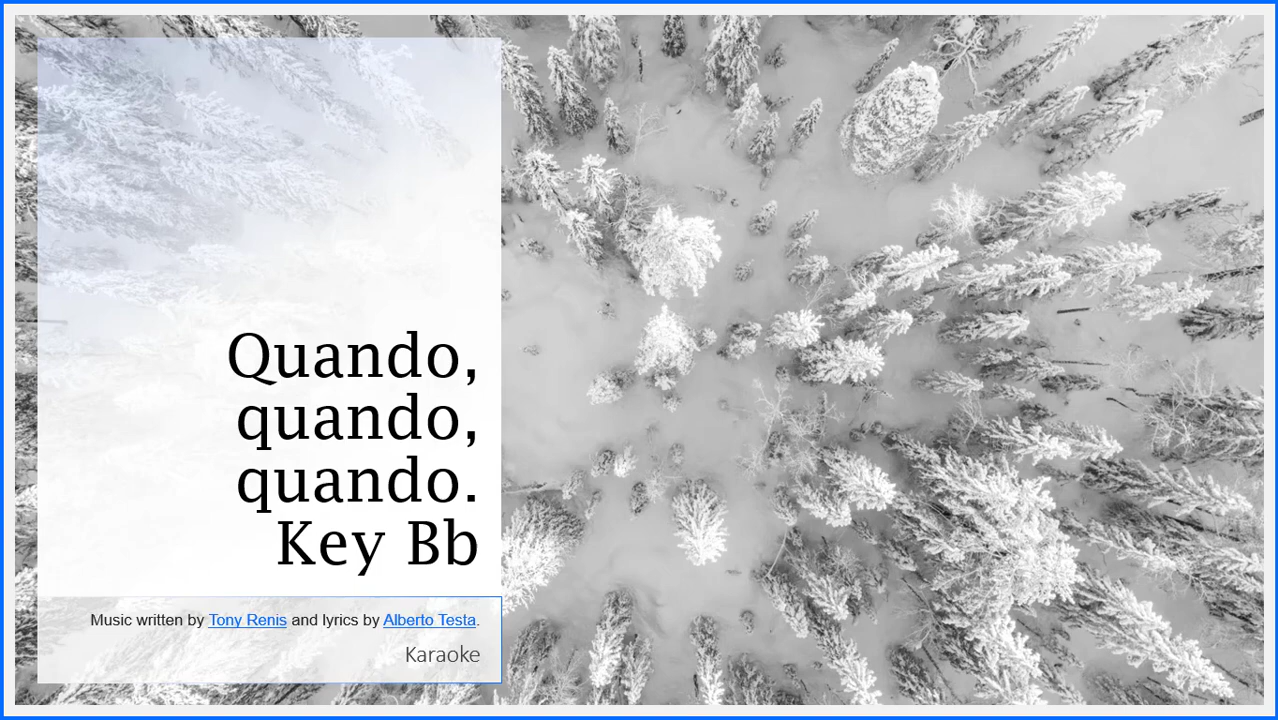 Quando,
quando,
quando.
Key Bb
Music written by Tony Renis and lyrics by Alberto Testa.
Karaoke